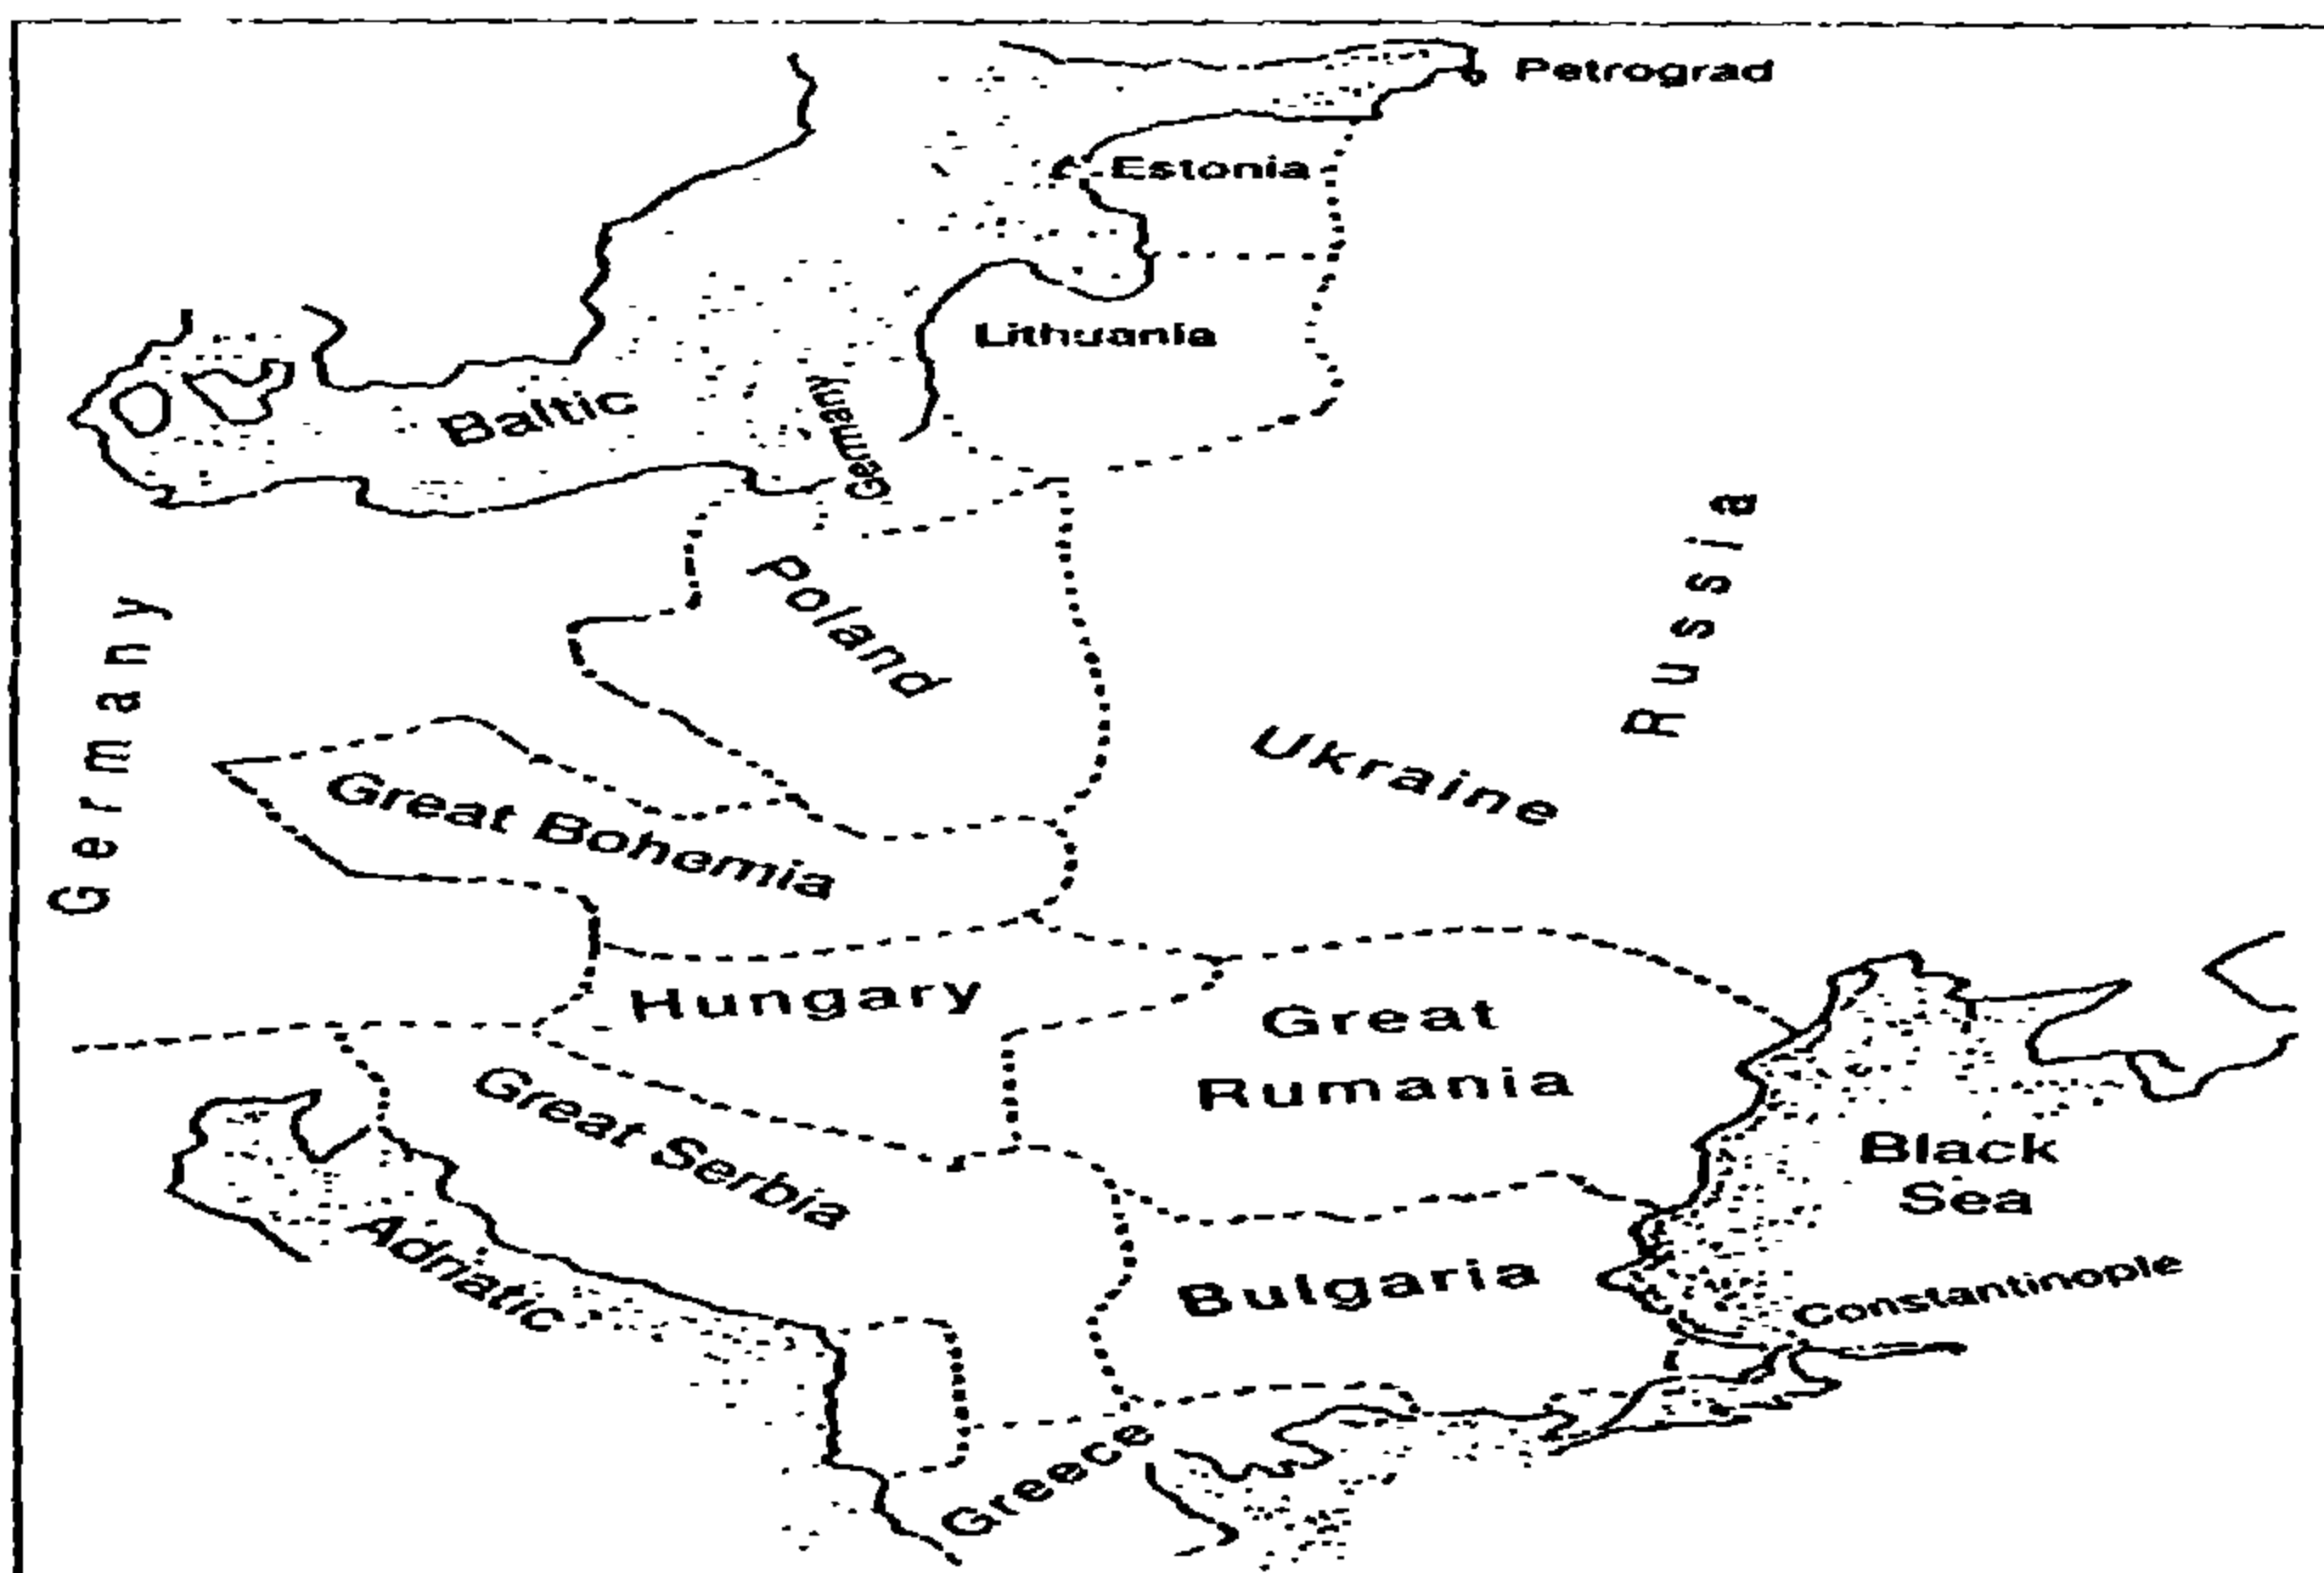 Petrograd
Estonia
Lithuania
Baltic
Germany
Poland
Russia
Germany
Ukraine
Great Bohemia
Hungary
Great
Rumania
Great Serbia
Black
Sea
Adriatic
Bulgaria
Constantinople
Greece